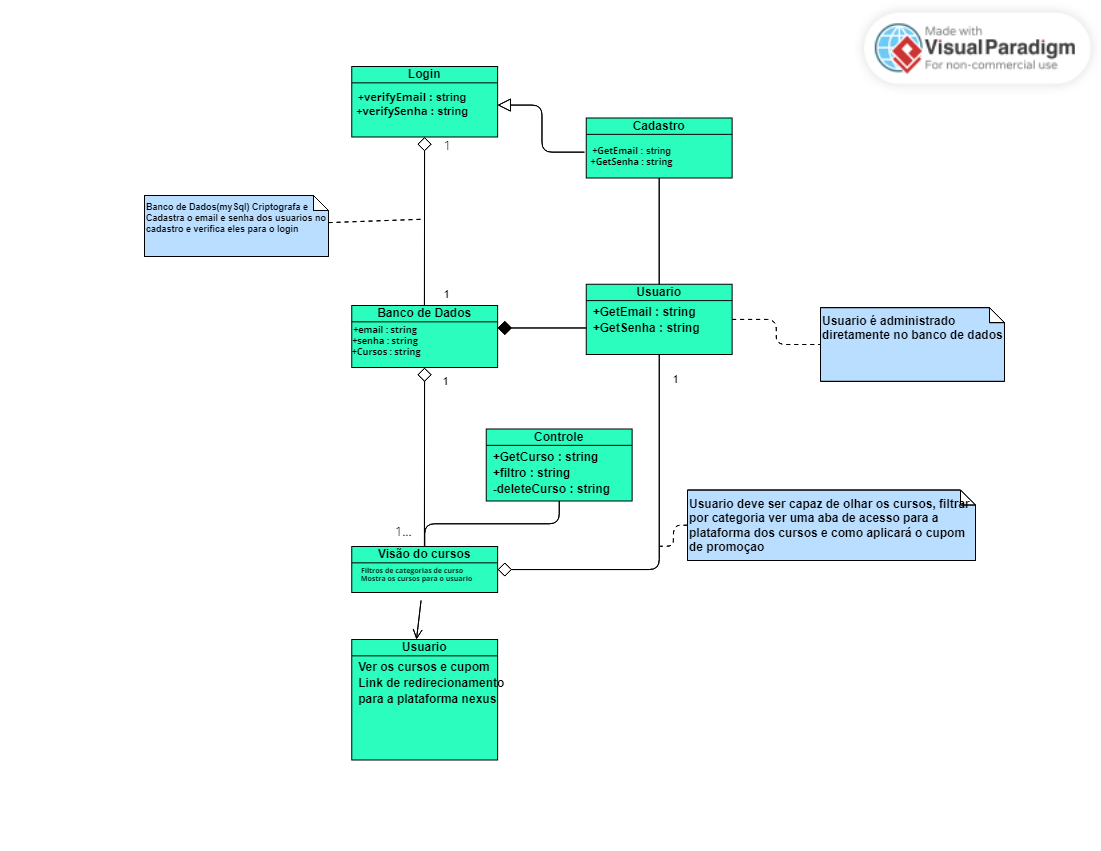 Made with
Visual Paradigm
For non-commercial use
Login
+verifyEmail : string
+verifySenha : string
1
Cadastro
+GetEmail : string
+GetSenha : string
Banco de Dados(mySql) Criptografa e
Cadastra o email e senha dos usuarios no
cadastro e verifica eles para o login
1
Banco de Dados
+email : string
+senha : string
+Cursos : string
1
Usuario
+GetEmail : string
+GetSenha : string
1
Usuario é administrado
diretamente no banco de dados
Controle
+GetCurso : string
+filtro : string
-deleteCurso : string
Usuario deve ser capaz de olhar os cursos, filtrar
por categoria ver uma aba de acesso para a
plataforma dos cursos e como aplicará o cupom
de promoçao
1...
Visão do cursos
Filtros de categorias de curso
Mostra os cursos para o usuario
Usuario
Ver os cursos e cupom
Link de redirecionamento
para a plataforma nexus